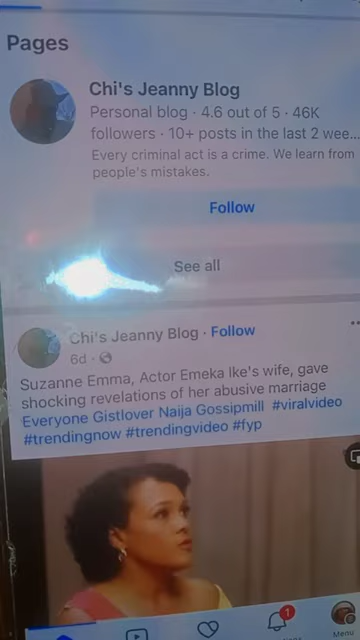 Pages
Chi's Jeanny Blog
Personal blog · 4.6 out of 5 · 46K
followers · 10+ posts in the last 2 wee...
Every criminal act is a crime. We learn from
people's mistakes.
Follow
See all
Chi's Jeanny Blog · Follow
6d ·
Suzanne Emma, Actor Emeka Ike's wife, gave
shocking revelations of her abusive marriage
Everyone Gistlover Naija Gossipmill #viralvideo
#trendingnow #trendingvideo #fyp
1
Menu